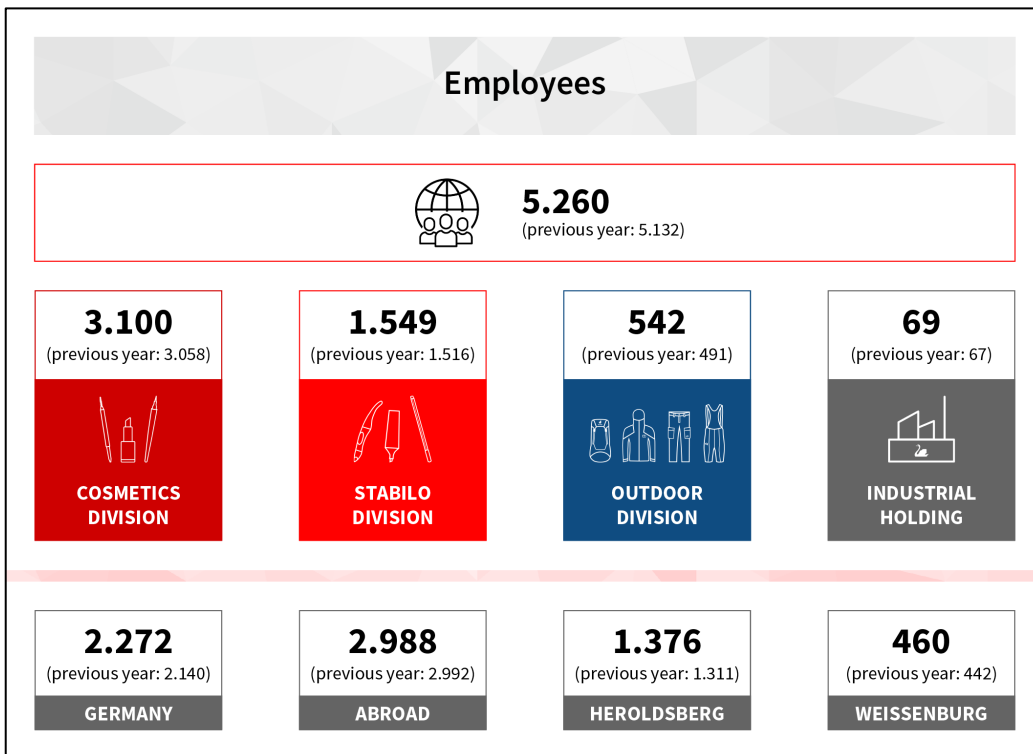 Employees
5.260
(previous year: 5.132)
3.100
(previous year: 3.058)
COSMETICS
DIVISION
1.549
(previous year: 1.516)
STABILO
DIVISION
542
(previous year: 491)
OUTDOOR
DIVISION
69
(previous year: 67)
INDUSTRIAL
HOLDING
2.272
(previous year: 2.140)
GERMANY
2.988
(previous year: 2.992)
ABROAD
1.376
(previous year: 1.311)
HEROLDSBERG
460
(previous year: 442)
WEISSENBURG